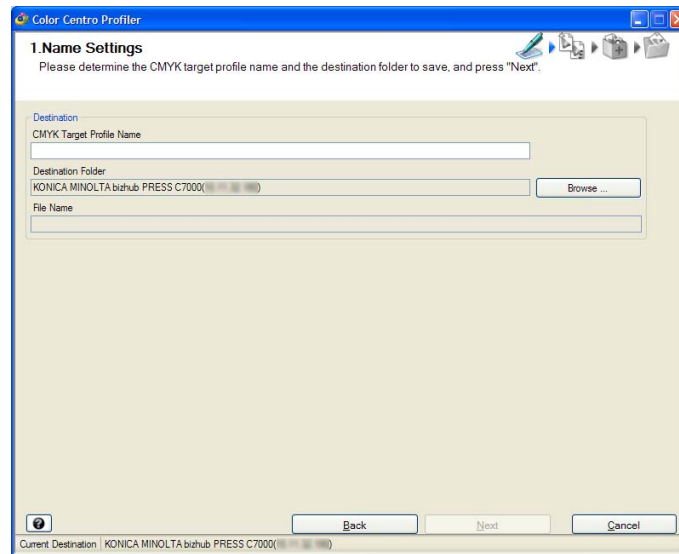 Color Centro Profiler
1.Name Settings
Please determine the CMYK target profile name and the destination folder to save, and press "Next".
Destination
CMYK Target Profile Name
Destination Folder
KONICA MINOLTA bizhub PRESS C7000( )
Browse ...
File Name
Back
Next
Cancel
Current Destination KONICA MINOLTA bizhub PRESS C7000( )